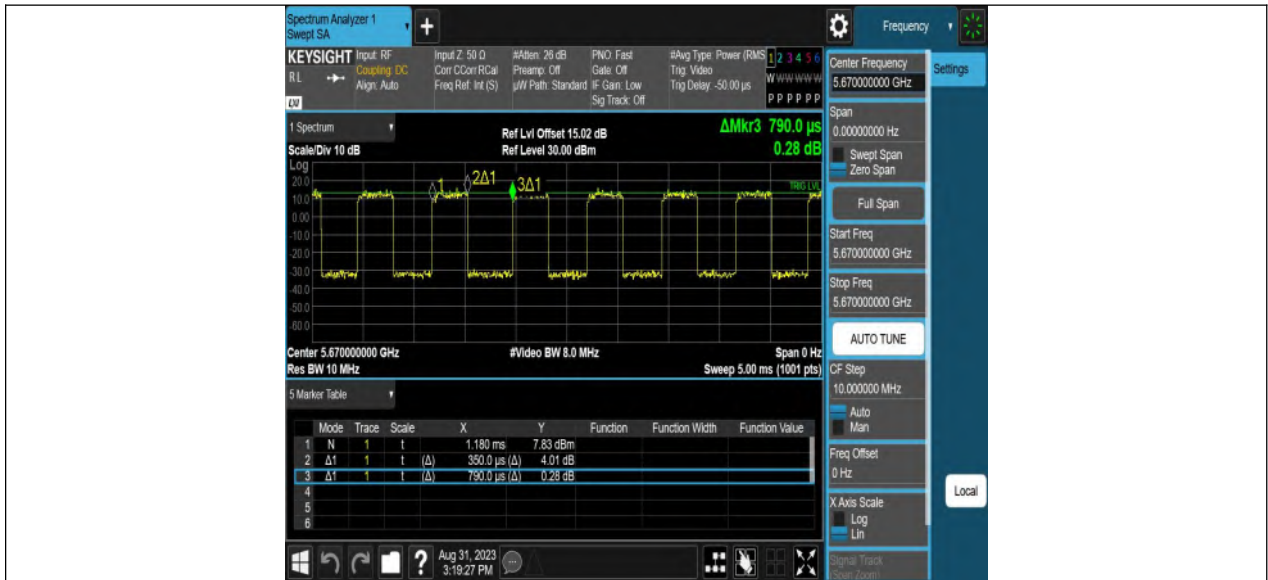 Spectrum Analyzer 1
Swept SA
+
Frequency
KEYSIGHT
RL
LXI
Input: RF
Coupling: DC
Align: Auto
Input Z: 50 Ω
Corr CCorr RCal
Freq Ref: Int (S)
#Atten: 26 dB
Preamp: Off
µW Path: Standard
PNO: Fast
Gate: Off
IF Gain: Low
Sig Track: Off
#Avg Type: Power (RMS
Trig: Video
Trig Delay: -50.00 µs
1 2 3 4 5 6
W W W W W W
P P P P P P
Center Frequency
5.670000000 GHz
Settings
1 Spectrum
Scale/Div 10 dB
Ref Lvl Offset 15.02 dB
Ref Level 30.00 dBm
ΔMkr3 790.0 µs
0.28 dB
Span
0.00000000 Hz
Swept Span
Zero Span
Full Span
Log
20.0
10.0
0.00
-10.0
-20.0
-30.0
-40.0
-50.0
-60.0
1
2Δ1
3Δ1
TRIG LVL
Start Freq
5.670000000 GHz
Stop Freq
5.670000000 GHz
AUTO TUNE
Center 5.670000000 GHz
Res BW 10 MHz
#Video BW 8.0 MHz
Span 0 Hz
Sweep 5.00 ms (1001 pts)
CF Step
10.000000 MHz
Auto
Man
5 Marker Table
Mode Trace Scale X Y Function Function Width Function Value
1 N 1 t 1.180 ms 7.83 dBm
2 Δ1 1 t (Δ) 350.0 µs (Δ) 4.01 dB
3 Δ1 1 t (Δ) 790.0 µs (Δ) 0.28 dB
4
5
6
Freq Offset
0 Hz
X Axis Scale
Log
Lin
Local
Signal Track
(Span Zoom)
?
Aug 31, 2023
3:19:27 PM